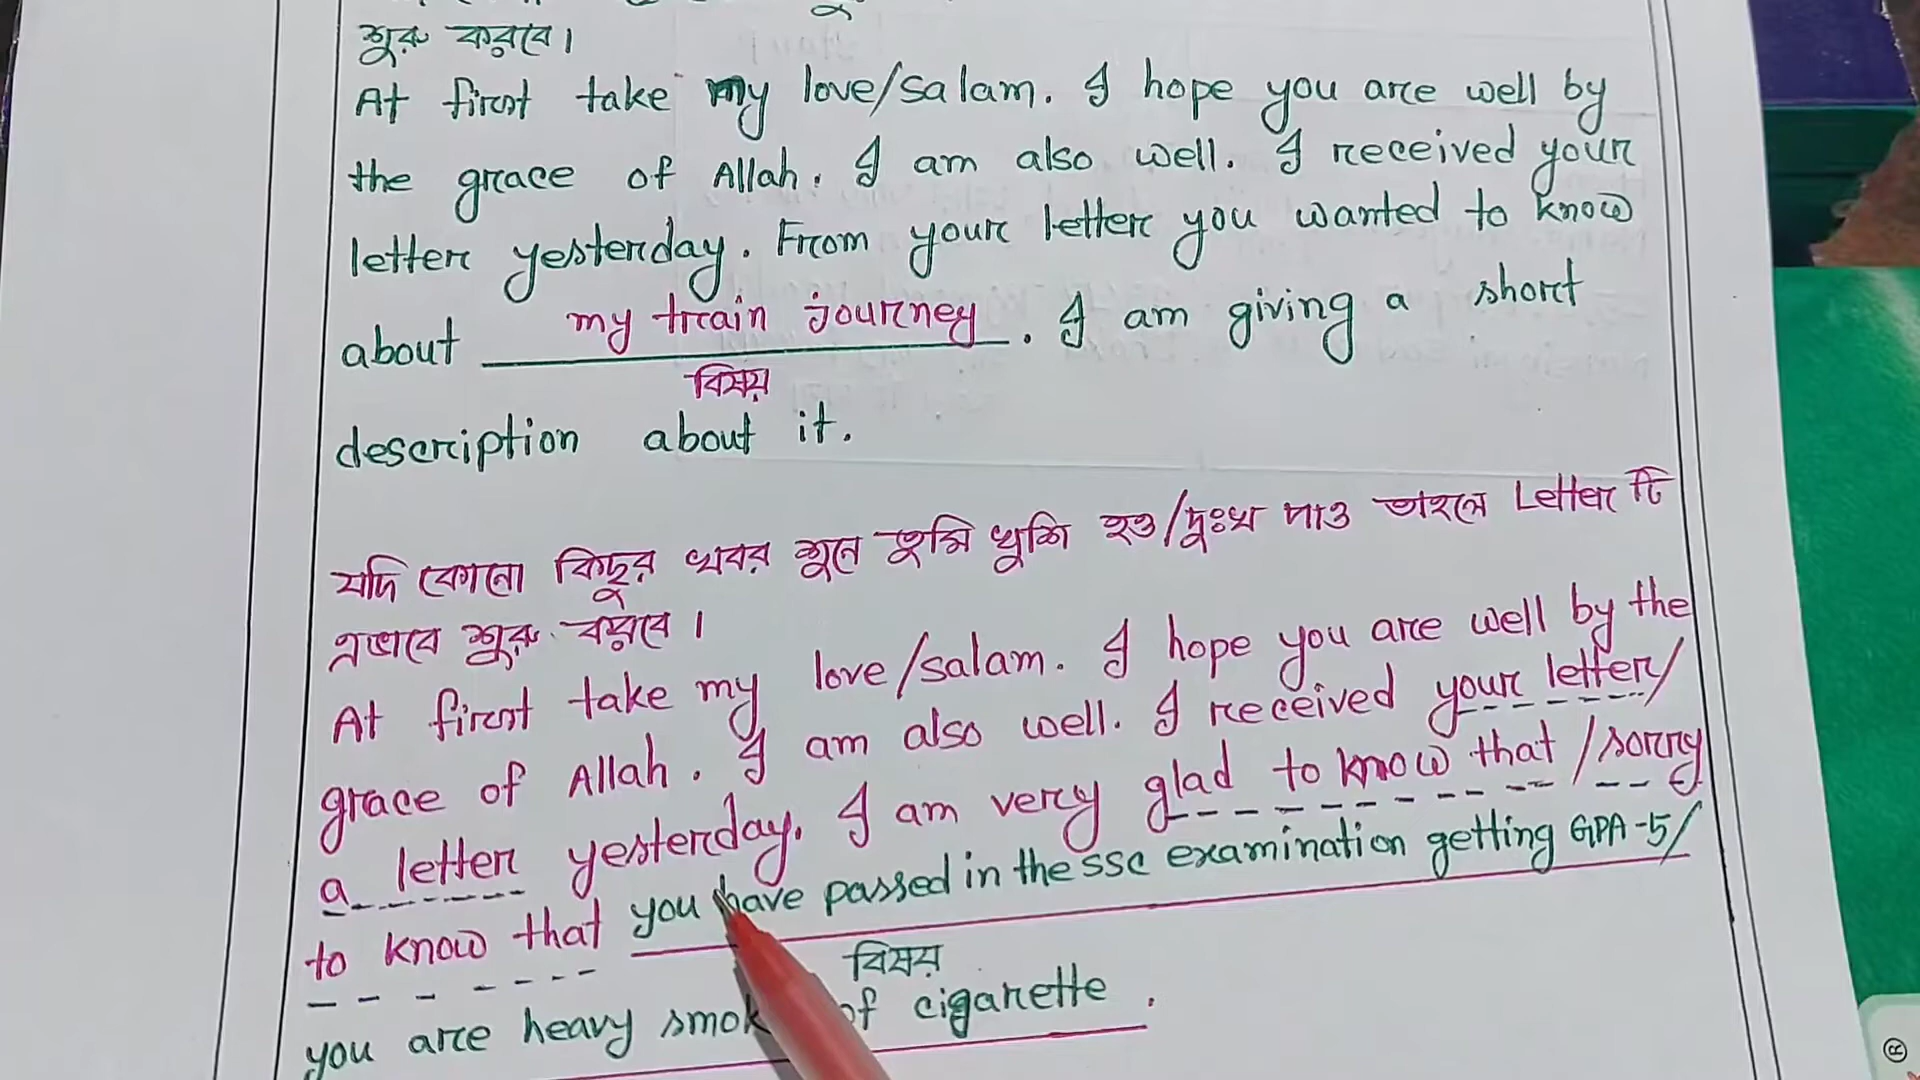 শুরু করবে।
At first take my love/salam. I hope you are well by
the grace of Allah. I am also well. I received your
letter yesterday. From your letter you wanted to know
about my train journey. I am giving a short
বিষয়
description about it.
যদি কোনো কিছুর খবর শুনে তুমি খুশি হও/দুঃখ পাও তাহলে Letter টি
এভাবে শুরু করবে।
At first take my love/salam. I hope you are well by the
grace of Allah. I am also well. I received your letter/
a letter yesterday. I am very glad to know that/sorry
to know that you have passed in the SSC examination getting GPA-5/
বিষয়
you are heavy of cigarette.
®